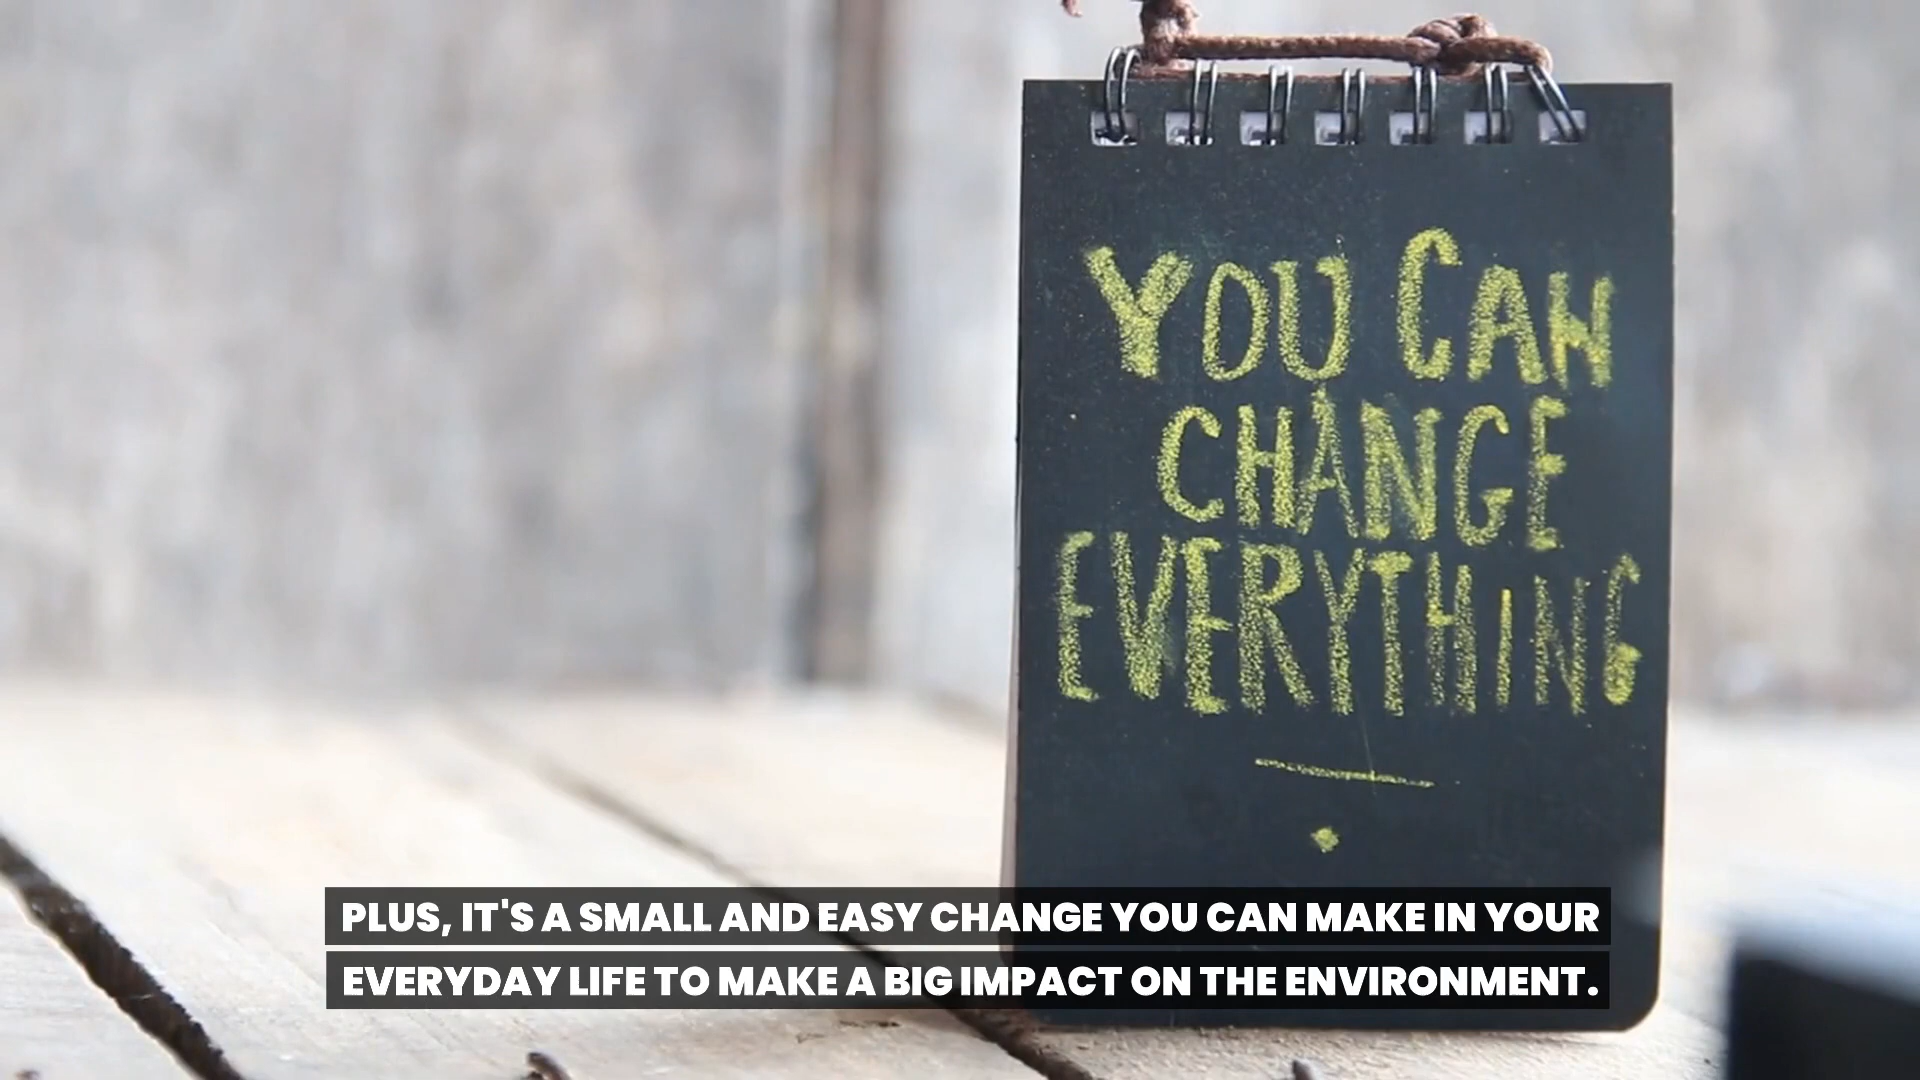 YOU CAN
CHANGE
EVERYTHING
PLUS, IT'S A SMALL AND EASY CHANGE YOU CAN MAKE IN YOUR
EVERYDAY LIFE TO MAKE A BIG IMPACT ON THE ENVIRONMENT.